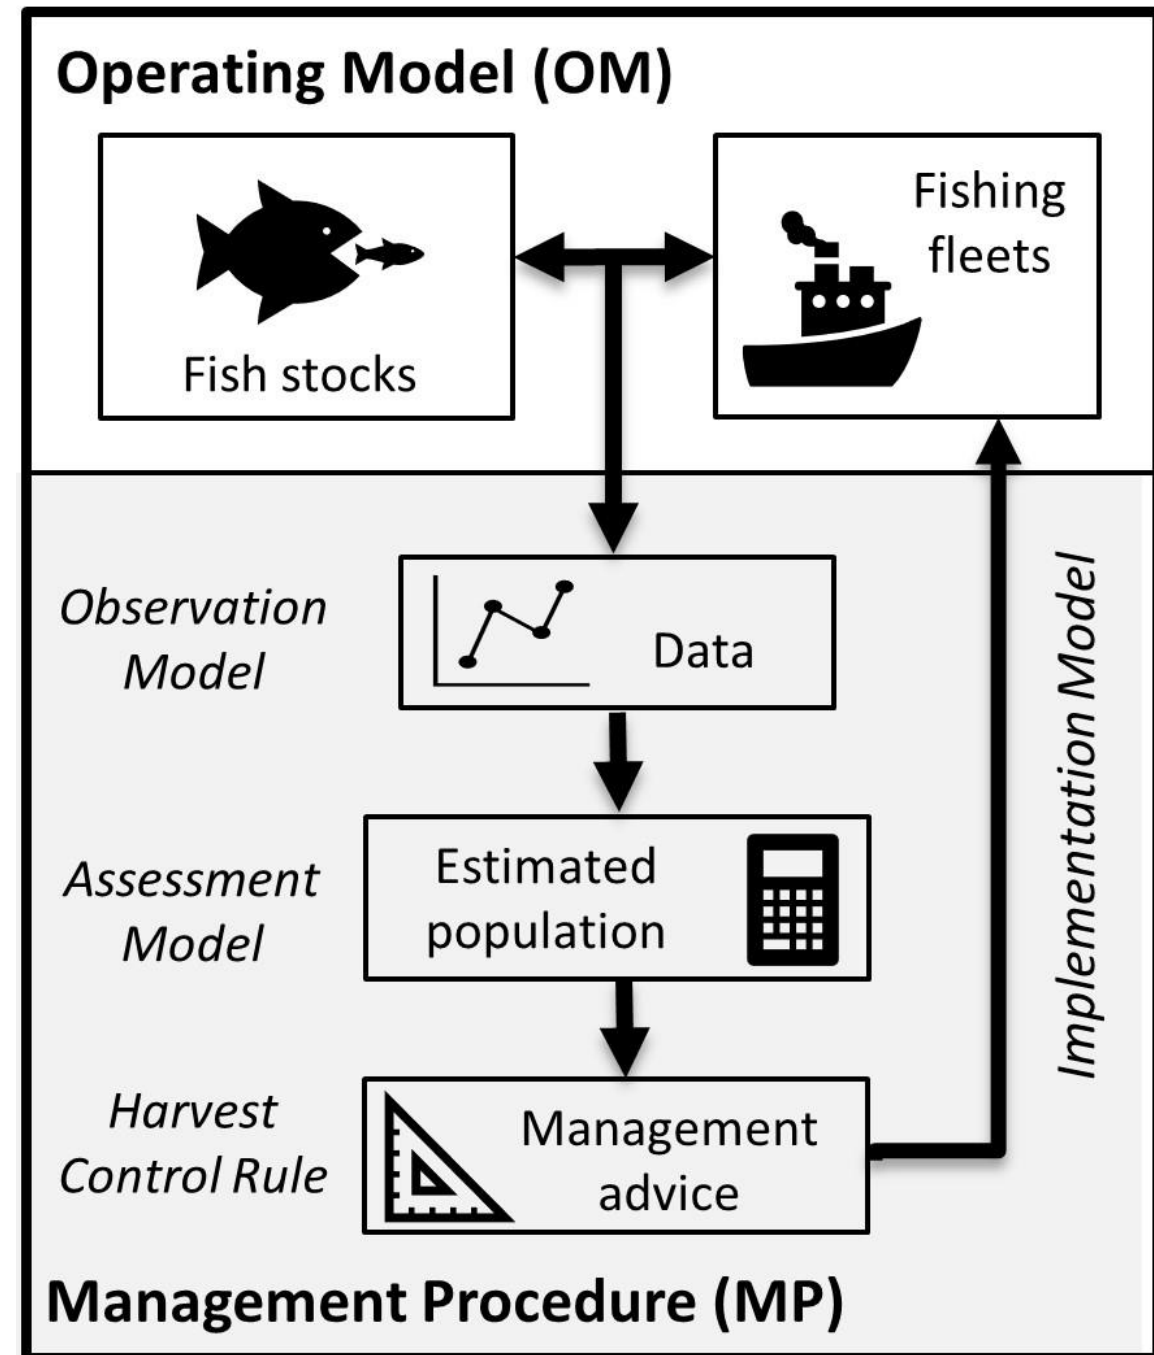 Operating Model (OM)
Fish stocks
Fishing
fleets
Observation
Model
Data
Assessment
Model
Estimated
population
Harvest
Control Rule
Management
advice
Implementation Model
Management Procedure (MP)